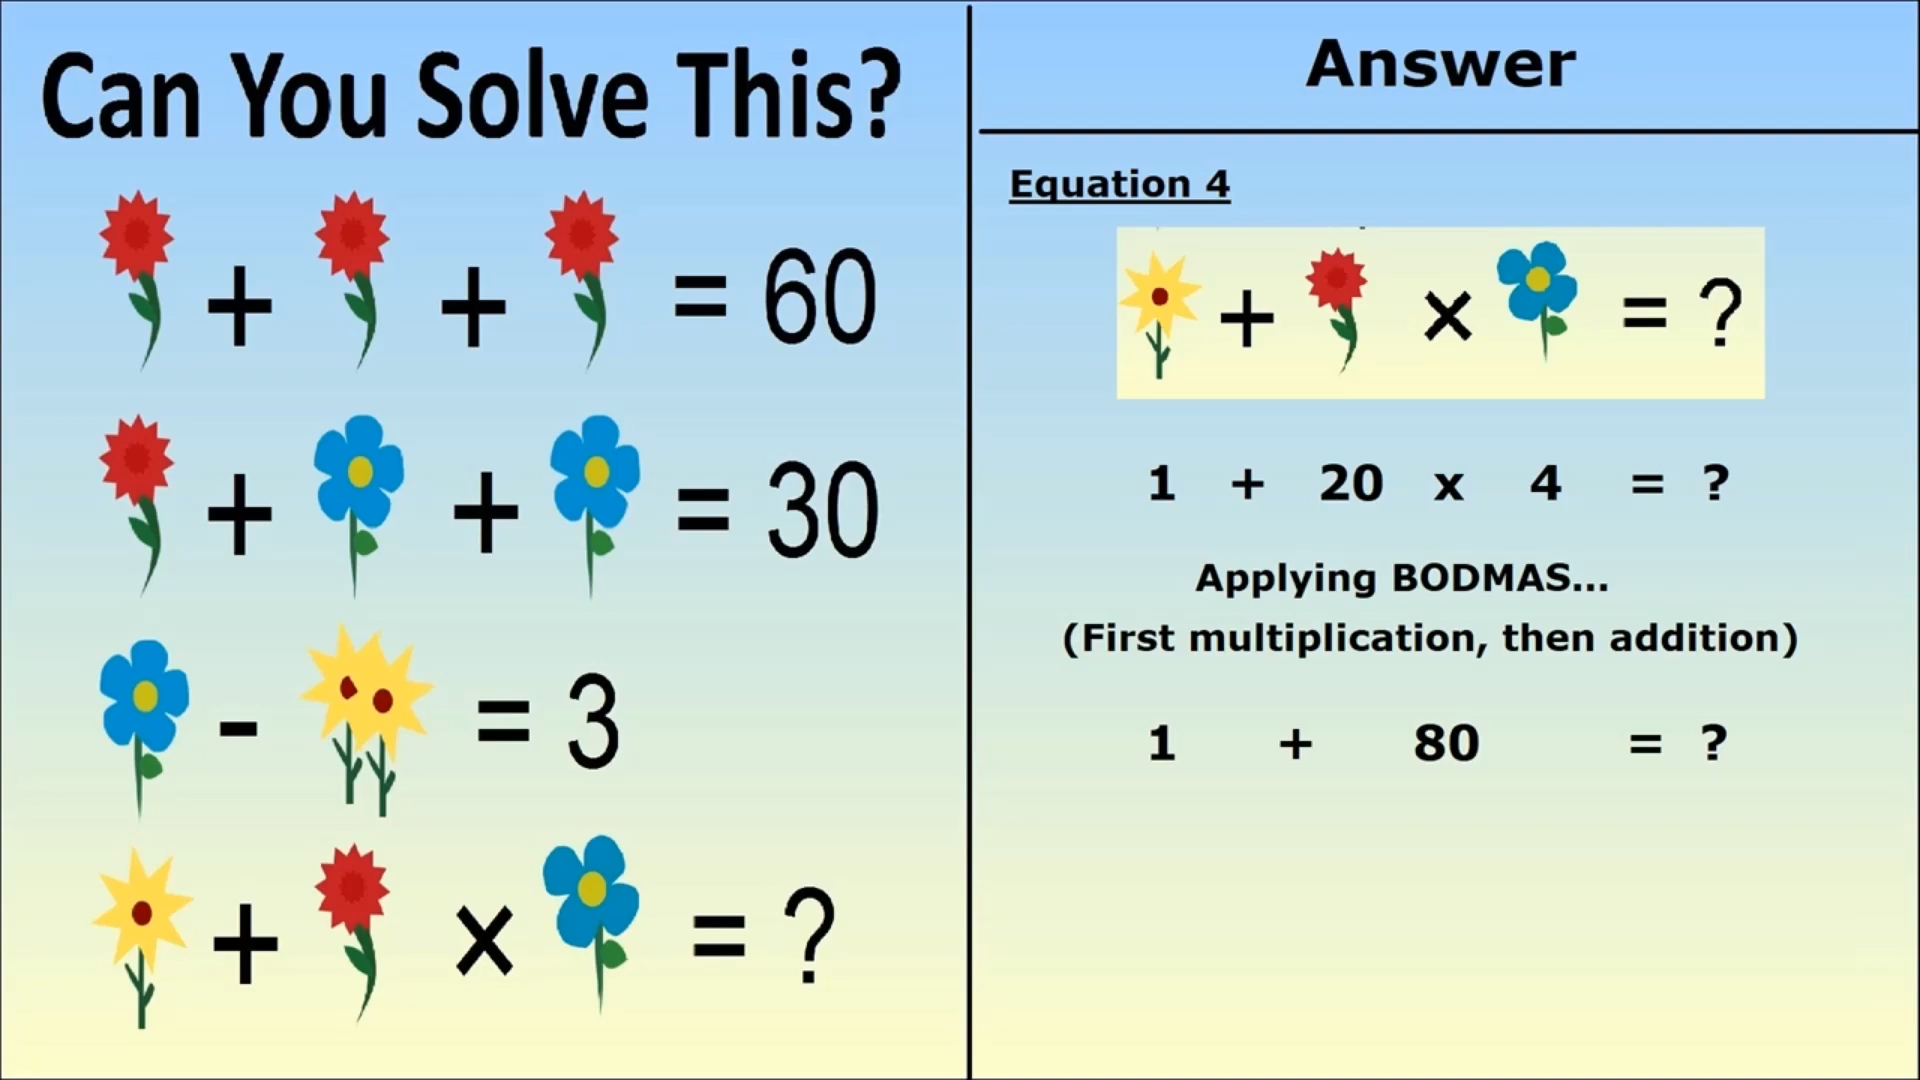 Can You Solve This?
+ + = 60
+ + = 30
- = 3
+ × = ?
Answer
Equation 4
+ × = ?
1 + 20 x 4 = ?
Applying BODMAS...
(First multiplication, then addition)
1 + 80 = ?